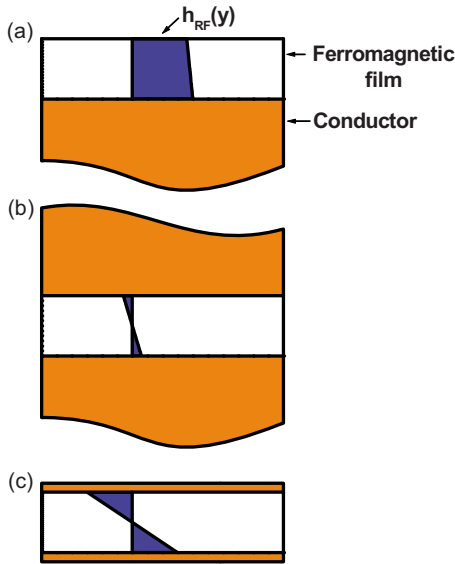 h_RF(y)
(a)
Ferromagnetic
film
Conductor
(b)
(c)